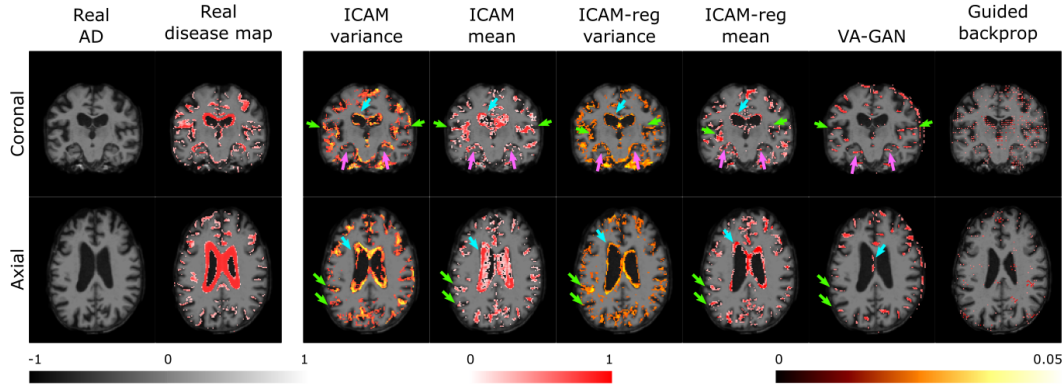 Real
AD
Real
disease map
ICAM
variance
ICAM
mean
ICAM-reg
variance
ICAM-reg
mean
VA-GAN
Guided
backprop
Coronal
Axial
-1 0 1
0 1
0 0.05